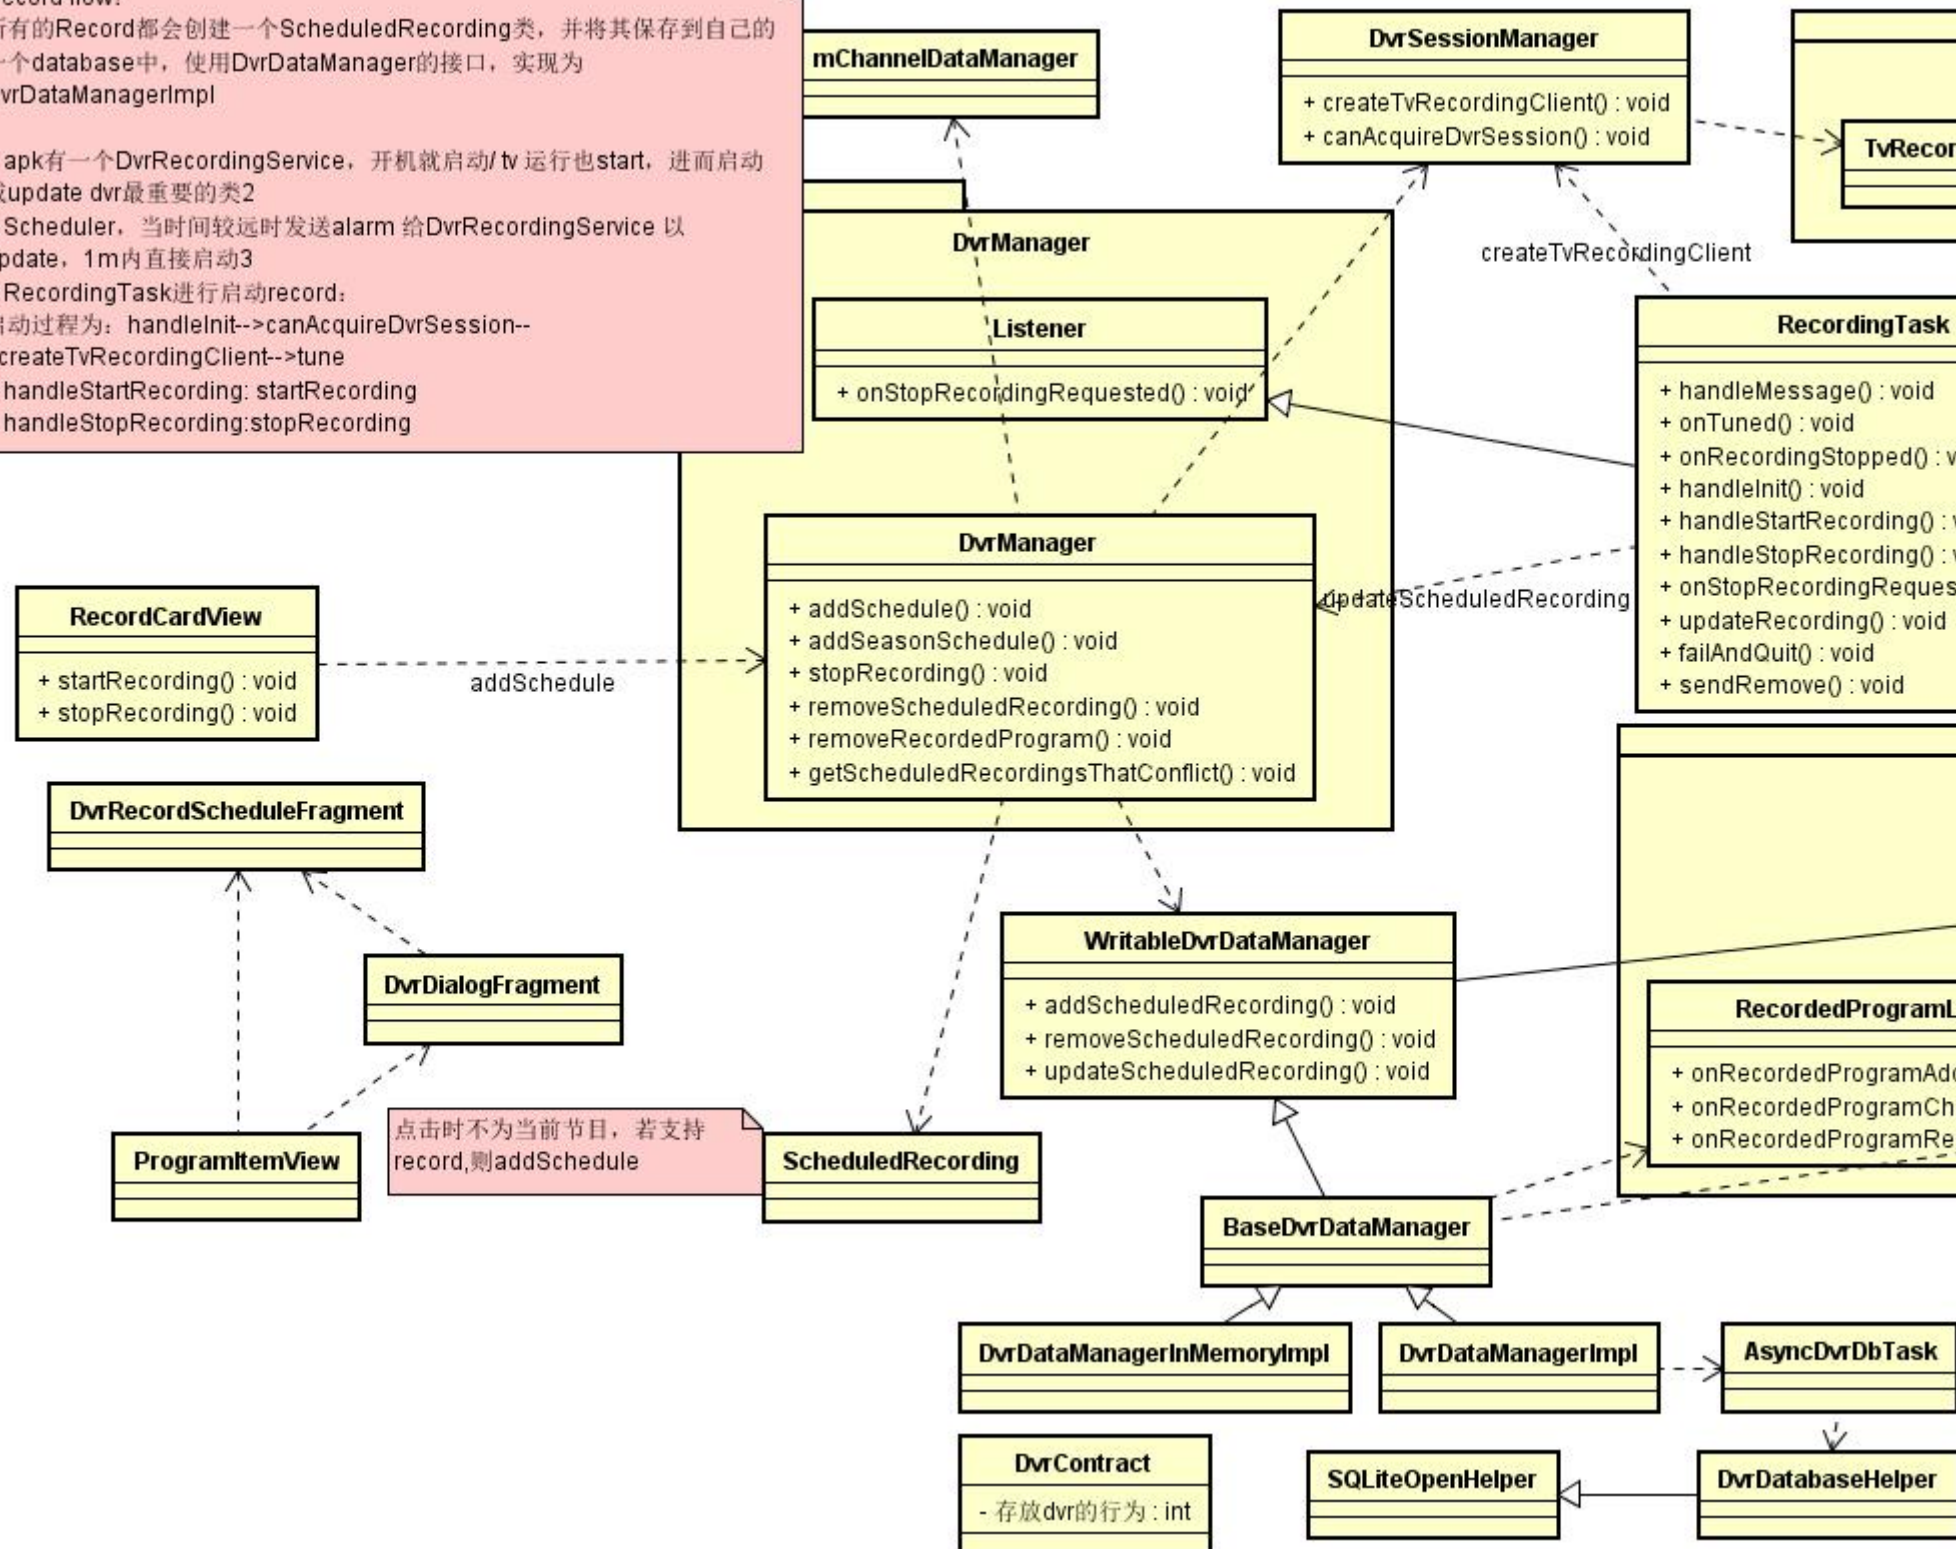 所有的Record都会创建一个ScheduledRecording类，并将其保存到自己的
一个database中，使用DvrDataManager的接口，实现为
vrDataManagerImpl
apk有一个DvrRecordingService，开机就启动/ tv 运行也start，进而启动
或update dvr最重要的类2
Scheduler，当时间较远时发送alarm 给DvrRecordingService 以
pdate，1m内直接启动3
RecordingTask进行启动record：
启动过程为：handleInit-->canAcquireDvrSession--
createTvRecordingClient-->tune
handleStartRecording: startRecording
handleStopRecording:stopRecording
mChannelDataManager
DvrSessionManager
+ createTvRecordingClient() : void
+ canAcquireDvrSession() : void
TvRecor
DvrManager
createTvRecordingClient
Listener
+ onStopRecordingRequested() : void
RecordingTask
+ handleMessage() : void
+ onTuned() : void
+ onRecordingStopped() : v
+ handleInit() : void
+ handleStartRecording() : v
+ handleStopRecording() : v
+ onStopRecordingReques
+ updateRecording() : void
+ failAndQuit() : void
+ sendRemove() : void
DvrManager
+ addSchedule() : void
+ addSeasonSchedule() : void
+ stopRecording() : void
+ removeScheduledRecording() : void
+ removeRecordedProgram() : void
+ getScheduledRecordingsThatConflict() : void
updateScheduledRecording
RecordCardView
+ startRecording() : void
+ stopRecording() : void
addSchedule
DvrRecordScheduleFragment
DvrDialogFragment
WritableDvrDataManager
+ addScheduledRecording() : void
+ removeScheduledRecording() : void
+ updateScheduledRecording() : void
RecordedProgramL
+ onRecordedProgramAdd
+ onRecordedProgramCh
+ onRecordedProgramRe
ProgramItemView
点击时不为当前节目，若支持
record,则addSchedule
ScheduledRecording
BaseDvrDataManager
DvrDataManagerInMemoryImpl
DvrDataManagerImpl
AsyncDvrDbTask
DvrContract
- 存放dvr的行为 : int
SQLiteOpenHelper
DvrDatabaseHelper